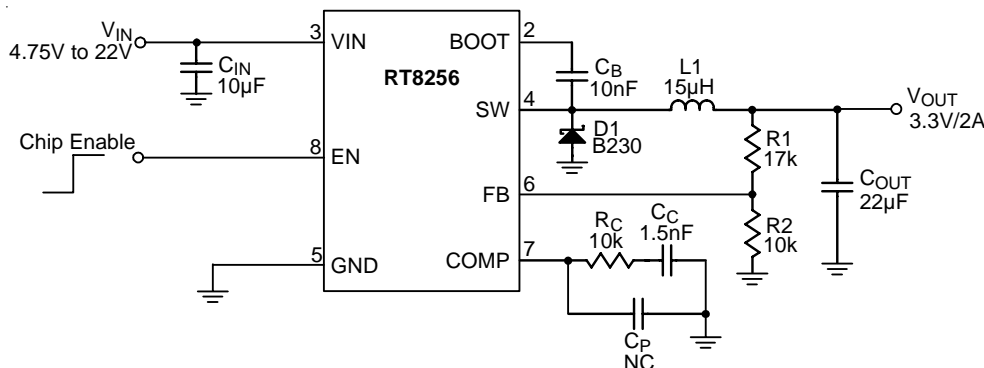 VIN
4.75V to 22V
CIN
10µF
Chip Enable
3
VIN
8
EN
5
GND
RT8256
BOOT
2
SW
4
FB
6
COMP
7
CB
10nF
L1
15µH
D1
B230
VOUT
3.3V/2A
R1
17k
COUT
22µF
R2
10k
RC
10k
CC
1.5nF
CP
NC